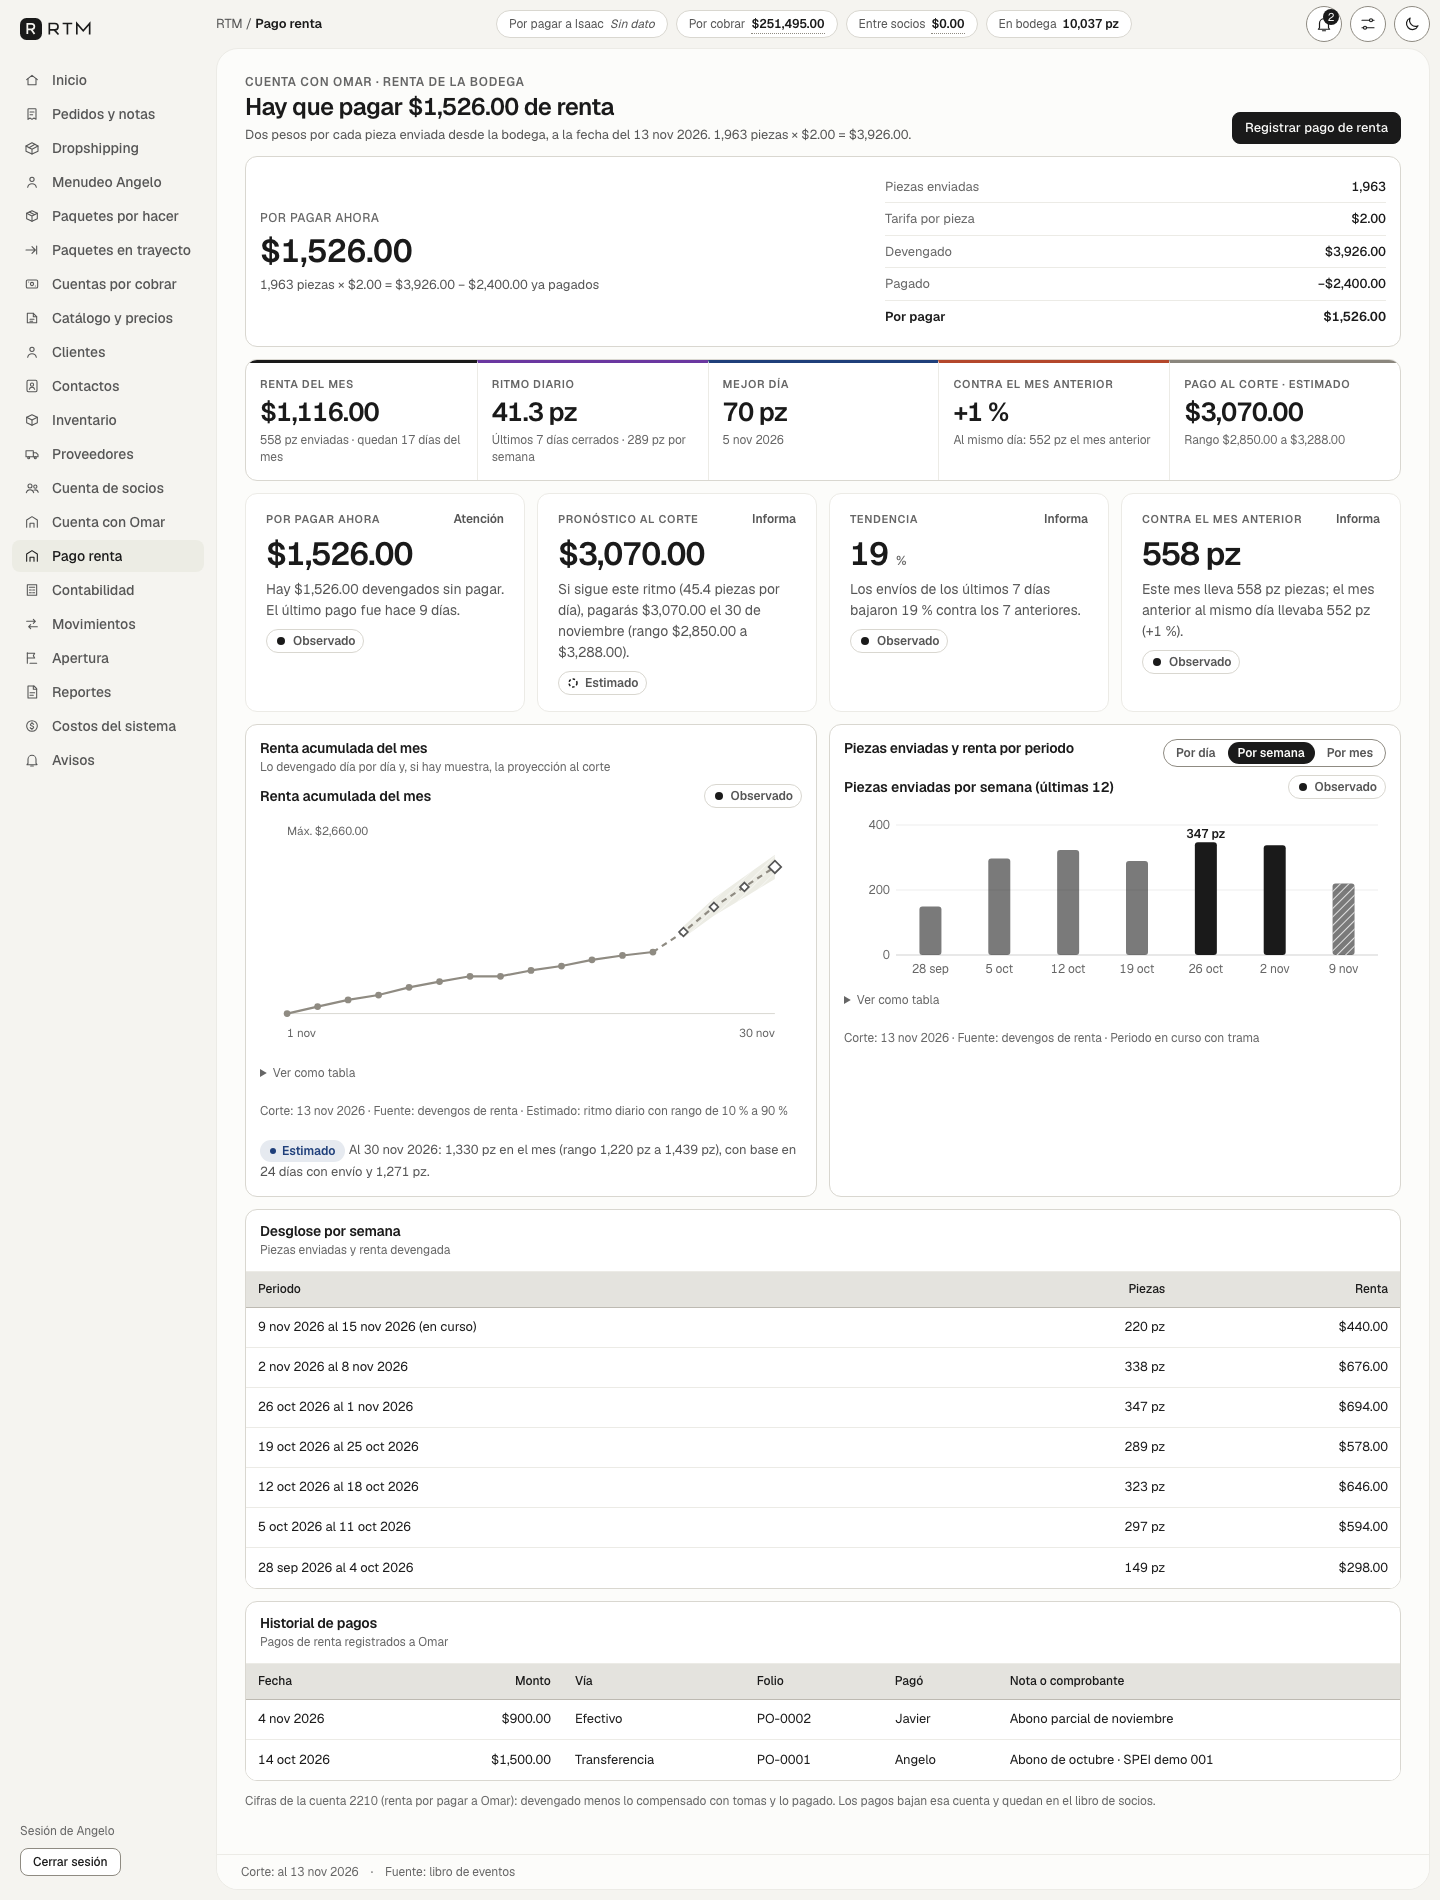 R RTM
RTM / Pago renta
Por pagar a Isaac Sin dato
Por cobrar $251,495.00
Entre socios $0.00
En bodega 10,037 pz
2
Inicio
Pedidos y notas
Dropshipping
Menudeo Angelo
Paquetes por hacer
Paquetes en trayecto
Cuentas por cobrar
Catálogo y precios
Clientes
Contactos
Inventario
Proveedores
Cuenta de socios
Cuenta con Omar
Pago renta
Contabilidad
Movimientos
Apertura
Reportes
Costos del sistema
Avisos
Sesión de Angelo
Cerrar sesión
CUENTA CON OMAR · RENTA DE LA BODEGA
Hay que pagar $1,526.00 de renta
Dos pesos por cada pieza enviada desde la bodega, a la fecha del 13 nov 2026. 1,963 piezas × $2.00 = $3,926.00.
Registrar pago de renta
POR PAGAR AHORA
$1,526.00
1,963 piezas × $2.00 = $3,926.00 − $2,400.00 ya pagados
Piezas enviadas 1,963
Tarifa por pieza $2.00
Devengado $3,926.00
Pagado −$2,400.00
Por pagar $1,526.00
RENTA DEL MES
$1,116.00
558 pz enviadas · quedan 17 dias del
mes
RITMO DIARIO
41.3 pz
Últimos 7 días cerrados · 289 pz por
semana
MEJOR DÍA
70 pz
5 nov 2026
CONTRA EL MES ANTERIOR
+1 %
Al mismo día: 552 pz el mes anterior
PAGO AL CORTE · ESTIMADO
$3,070.00
Rango $2,850.00 a $3,288.00
POR PAGAR AHORA Atención
$1,526.00
Hay $1,526.00 devengados sin pagar.
El último pago fue hace 9 días.
Observado
PRONÓSTICO AL CORTE Informa
$3,070.00
Si sigue este ritmo (45.4 piezas por
día), pagarás $3,070.00 el 30 de
noviembre (rango $2,850.00 a
$3,288.00).
Estimado
TENDENCIA Informa
19 %
Los envíos de los últimos 7 días
bajaron 19 % contra los 7 anteriores.
Observado
CONTRA EL MES ANTERIOR Informa
558 pz
Este mes lleva 558 pz piezas; el mes
anterior al mismo día llevaba 552 pz
(+1 %).
Observado
Renta acumulada del mes
Lo devengado día por día y, si hay muestra, la proyección al corte
Renta acumulada del mes Observado
Máx. $2,660.00
1 nov 30 nov
Ver como tabla
Corte: 13 nov 2026 · Fuente: devengos de renta · Estimado: ritmo diario con rango de 10 % a 90 %
Estimado Al 30 nov 2026: 1,330 pz en el mes (rango 1,220 pz a 1,439 pz), con base en
24 días con envío y 1,271 pz.
Piezas enviadas y renta por periodo
Por día Por semana Por mes
Piezas enviadas por semana (últimas 12) Observado
400
347 pz
200
0
28 sep 5 oct 12 oct 19 oct 26 oct 2 nov 9 nov
Ver como tabla
Corte: 13 nov 2026 · Fuente: devengos de renta · Periodo en curso con trama
Desglose por semana
Piezas enviadas y renta devengada
Periodo Piezas Renta
9 nov 2026 al 15 nov 2026 (en curso) 220 pz $440.00
2 nov 2026 al 8 nov 2026 338 pz $676.00
26 oct 2026 al 1 nov 2026 347 pz $694.00
19 oct 2026 al 25 oct 2026 289 pz $578.00
12 oct 2026 al 18 oct 2026 323 pz $646.00
5 oct 2026 al 11 oct 2026 297 pz $594.00
28 sep 2026 al 4 oct 2026 149 pz $298.00
Historial de pagos
Pagos de renta registrados a Omar
Fecha Monto Vía Folio Pagó Nota o comprobante
4 nov 2026 $900.00 Efectivo PO-0002 Javier Abono parcial de noviembre
14 oct 2026 $1,500.00 Transferencia PO-0001 Angelo Abono de octubre · SPEI demo 001
Cifras de la cuenta 2210 (renta por pagar a Omar): devengado menos lo compensado con tomas y lo pagado. Los pagos bajan esa cuenta y quedan en el libro de socios.
Corte: al 13 nov 2026 · Fuente: libro de eventos